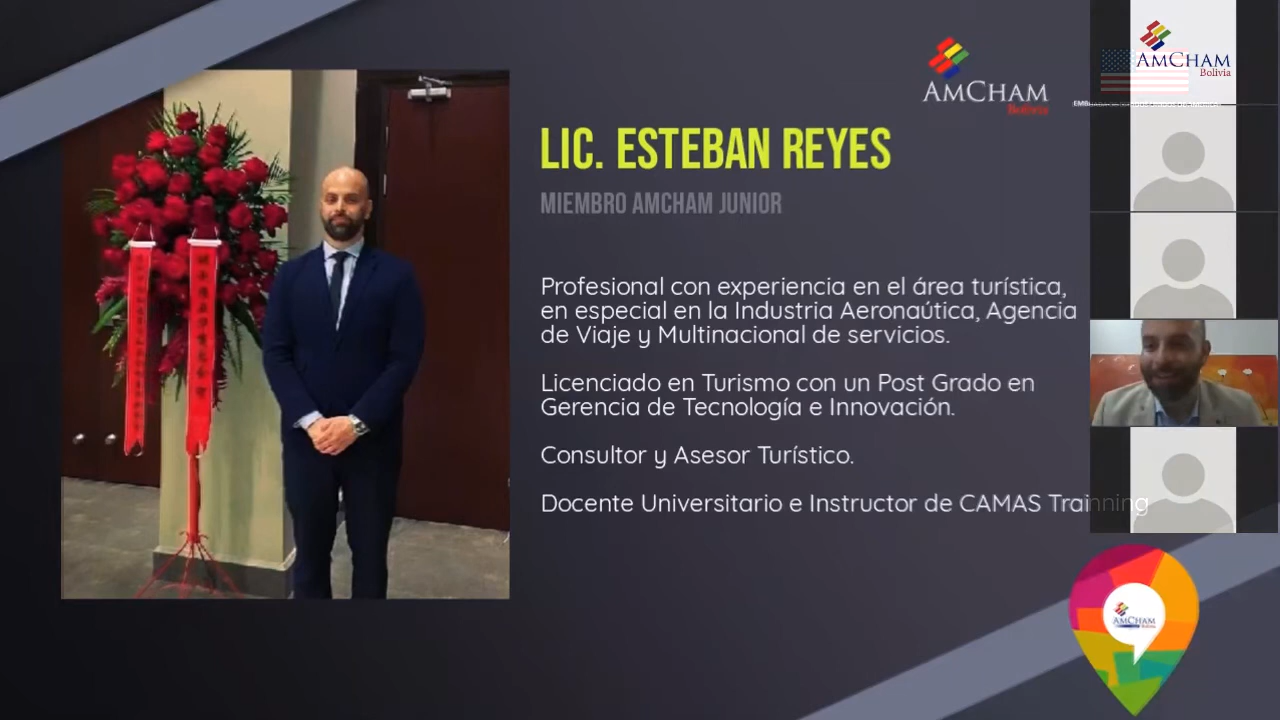 AMCHAM
Bolivia
AMCHAM
Bolivia
LIC. ESTEBAN REYES
MIEMBRO AMCHAM JUNIOR
Profesional con experiencia en el área turística,
en especial en la Industria Aeronaútica, Agencia
de Viaje y Multinacional de servicios.
Licenciado en Turismo con un Post Grado en
Gerencia de Tecnología e Innovación.
Consultor y Asesor Turístico.
Docente Universitario e Instructor de CAMAS Trainning
AMCHAM
Bolivia